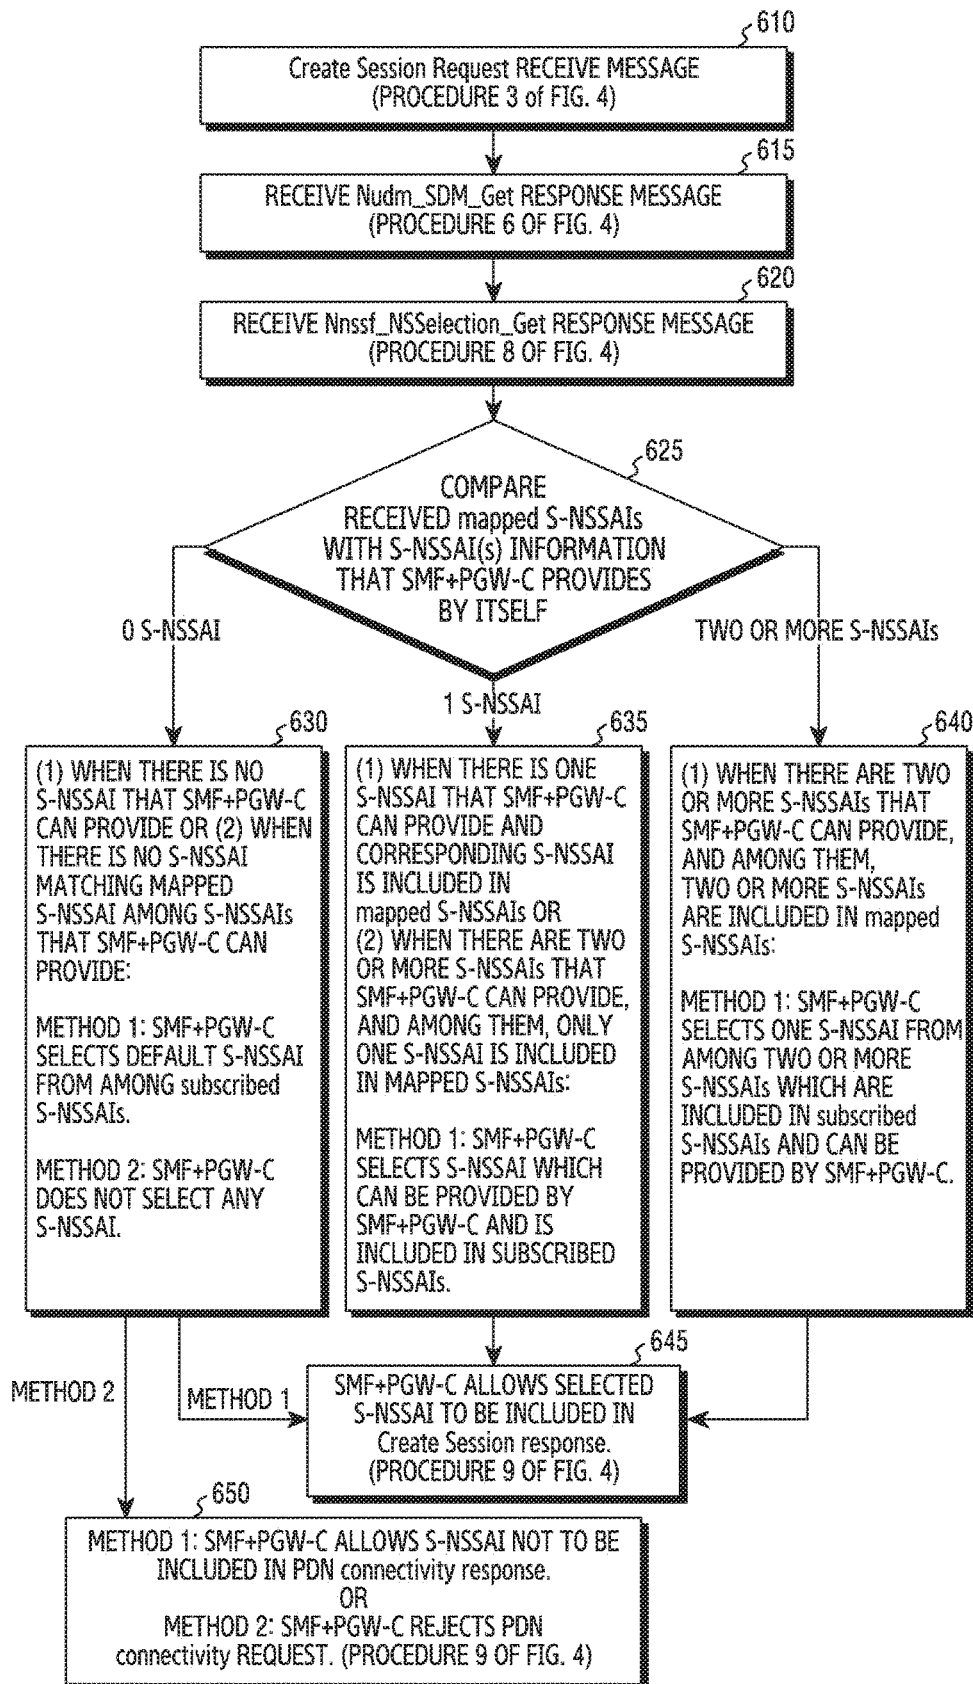 610
Create Session Request RECEIVE MESSAGE
(PROCEDURE 3 of FIG. 4)
615
RECEIVE Nudm_SDM_Get RESPONSE MESSAGE
(PROCEDURE 6 OF FIG. 4)
620
RECEIVE Nnssf_NSSelection_Get RESPONSE MESSAGE
(PROCEDURE 8 OF FIG. 4)
625
COMPARE
RECEIVED mapped S-NSSAIs
WITH S-NSSAI(s) INFORMATION
THAT SMF+PGW-C PROVIDES
BY ITSELF
0 S-NSSAI
1 S-NSSAI
TWO OR MORE S-NSSAIs
630
(1) WHEN THERE IS NO
S-NSSAI THAT SMF+PGW-C
CAN PROVIDE OR (2) WHEN
THERE IS NO S-NSSAI
MATCHING MAPPED
S-NSSAI AMONG S-NSSAIs
THAT SMF+PGW-C CAN
PROVIDE:
METHOD 1: SMF+PGW-C
SELECTS DEFAULT S-NSSAI
FROM AMONG subscribed
S-NSSAIs.
METHOD 2: SMF+PGW-C
DOES NOT SELECT ANY
S-NSSAI.
635
(1) WHEN THERE IS ONE
S-NSSAI THAT SMF+PGW-C
CAN PROVIDE AND
CORRESPONDING S-NSSAI
IS INCLUDED IN
mapped S-NSSAIs OR
(2) WHEN THERE ARE TWO
OR MORE S-NSSAIs THAT
SMF+PGW-C CAN PROVIDE,
AND AMONG THEM, ONLY
ONE S-NSSAI IS INCLUDED
IN MAPPED S-NSSAIs:
METHOD 1: SMF+PGW-C
SELECTS S-NSSAI WHICH
CAN BE PROVIDED BY
SMF+PGW-C AND IS
INCLUDED IN SUBSCRIBED
S-NSSAIs.
640
(1) WHEN THERE ARE TWO
OR MORE S-NSSAIs THAT
SMF+PGW-C CAN PROVIDE,
AND AMONG THEM,
TWO OR MORE S-NSSAIs
ARE INCLUDED IN mapped
S-NSSAIs:
METHOD 1: SMF+PGW-C
SELECTS ONE S-NSSAI FROM
AMONG TWO OR MORE
S-NSSAIs WHICH ARE
INCLUDED IN subscribed
S-NSSAIs AND CAN BE
PROVIDED BY SMF+PGW-C.
METHOD 2
METHOD 1
645
SMF+PGW-C ALLOWS SELECTED
S-NSSAI TO BE INCLUDED IN
Create Session response.
(PROCEDURE 9 OF FIG. 4)
650
METHOD 1: SMF+PGW-C ALLOWS S-NSSAI NOT TO BE
INCLUDED IN PDN connectivity response.
OR
METHOD 2: SMF+PGW-C REJECTS PDN
connectivity REQUEST. (PROCEDURE 9 OF FIG. 4)